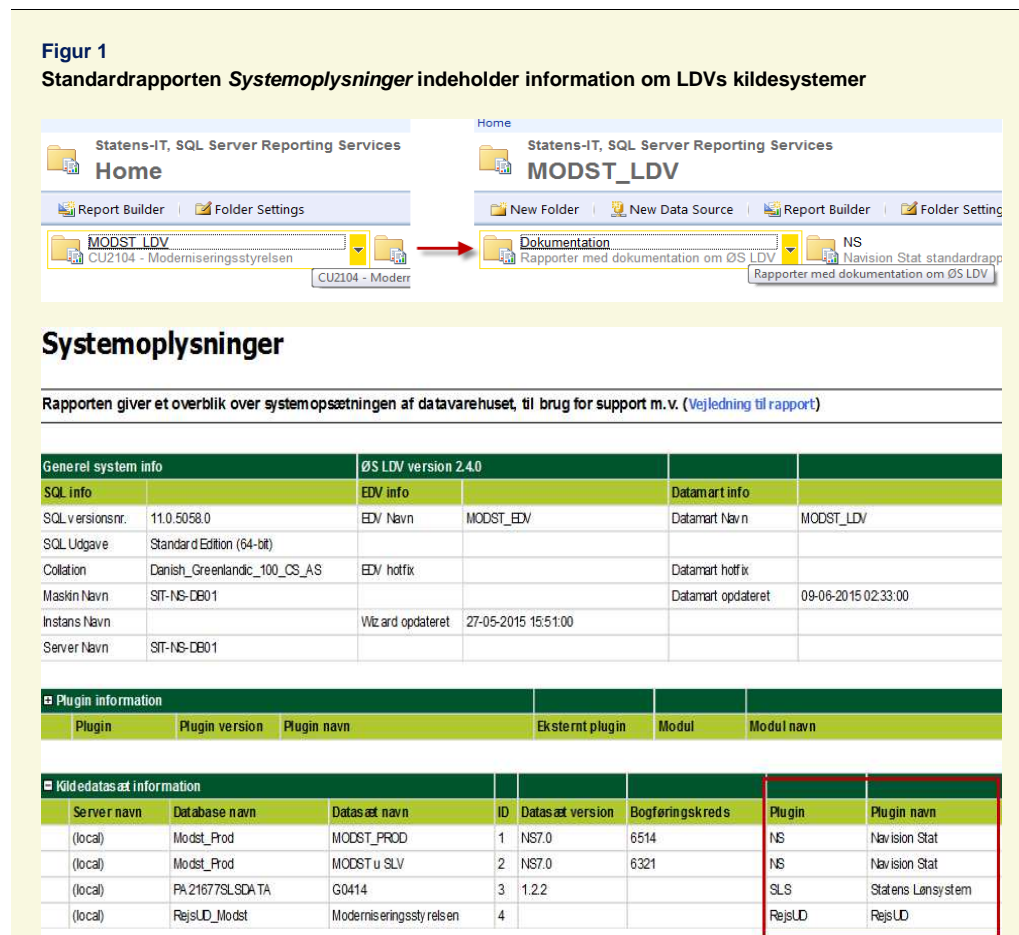 Figur 1
Standardrapporten Systemoplysninger indeholder information om LDVs kildesystemer
Statens-IT, SQL Server Reporting Services
Home
Report Builder | Folder Settings
MODST_LDV
CU2104 - Moderniseringsstyrelsen
CU2104 - Modern
Home
Statens-IT, SQL Server Reporting Services
MODST_LDV
New Folder | New Data Source | Report Builder | Folder Setting
Dokumentation NS
Rapporter med dokumentation om ØS LDV Navision Stat standardrapp
Rapporter med dokumentation om ØS LDV
Systemoplysninger
Rapporten giver et overblik over systemopsætningen af datavarehuset, til brug for support m.v. (Vejledning til rapport)
Generel system info ØS LDV version 2.4.0
SQL info EDV info Datamart info
SQL versionsnr. 11.0.5058.0 EDV Navn MODST_EDV Datamart Navn MODST_LDV
SQL Udgave Standard Edition (64-bit)
Collation Danish_Greenlandic_100_CS_AS EDV hotfix Datamart hotfix
Maskin Navn SIT-NS-DB01 Datamart opdateret 09-06-2015 02:33:00
Instans Navn Wizard opdateret 27-05-2015 15:51:00
Server Navn SIT-NS-DB01
Plugin information
Plugin Plugin version Plugin navn Eksternt plugin Modul Modul navn
Kildedatasæt information
Server navn Database navn Datasæt navn ID Datasæt version Bogføringskreds Plugin Plugin navn
(local) Modst_Prod MODST_PROD 1 NS7.0 6514 NS Navision Stat
(local) Modst_Prod MODST u SLV 2 NS7.0 6321 NS Navision Stat
(local) PA21677SLSDATA G0414 3 1.2.2 SLS Statens Lønsystem
(local) RejsUD_Modst Moderniseringsstyrelsen 4 RejsUD RejsUD